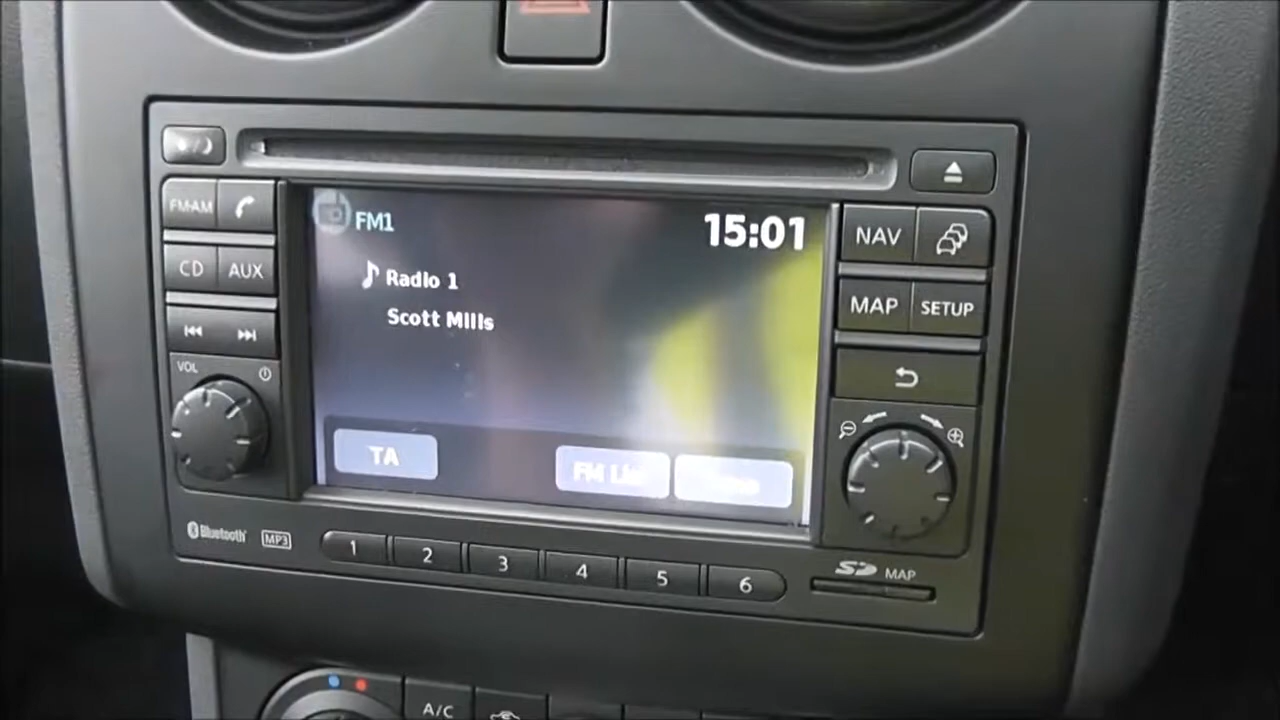 FM-AM
CD
AUX
VOL
FM1
15:01
Radio 1
Scott Mills
TA
FM
NAV
MAP
SETUP
Bluetooth
MP3
1
2
3
4
5
6
SD
MAP
A/C